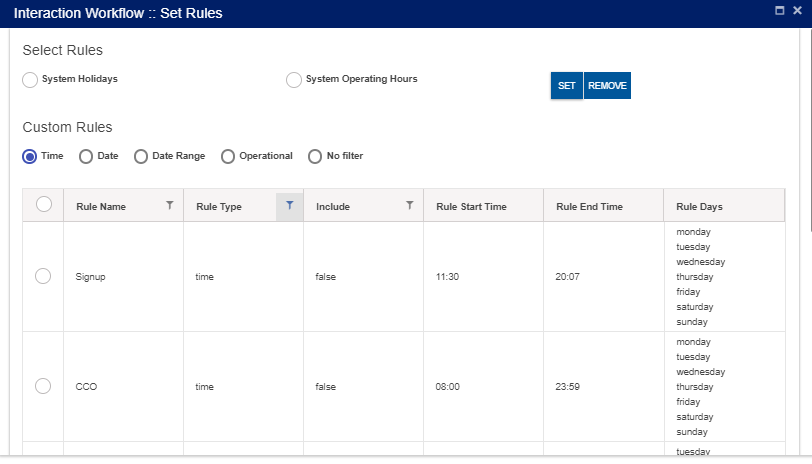 Interaction Workflow :: Set Rules
Select Rules
System Holidays
System Operating Hours
SET
REMOVE
Custom Rules
Time
Date
Date Range
Operational
No filter
Rule Name
Rule Type
Include
Rule Start Time
Rule End Time
Rule Days
Signup
time
false
11:30
20:07
monday
tuesday
wednesday
thursday
friday
saturday
sunday
CCO
time
false
08:00
23:59
monday
tuesday
wednesday
thursday
friday
saturday
sunday
tuesday